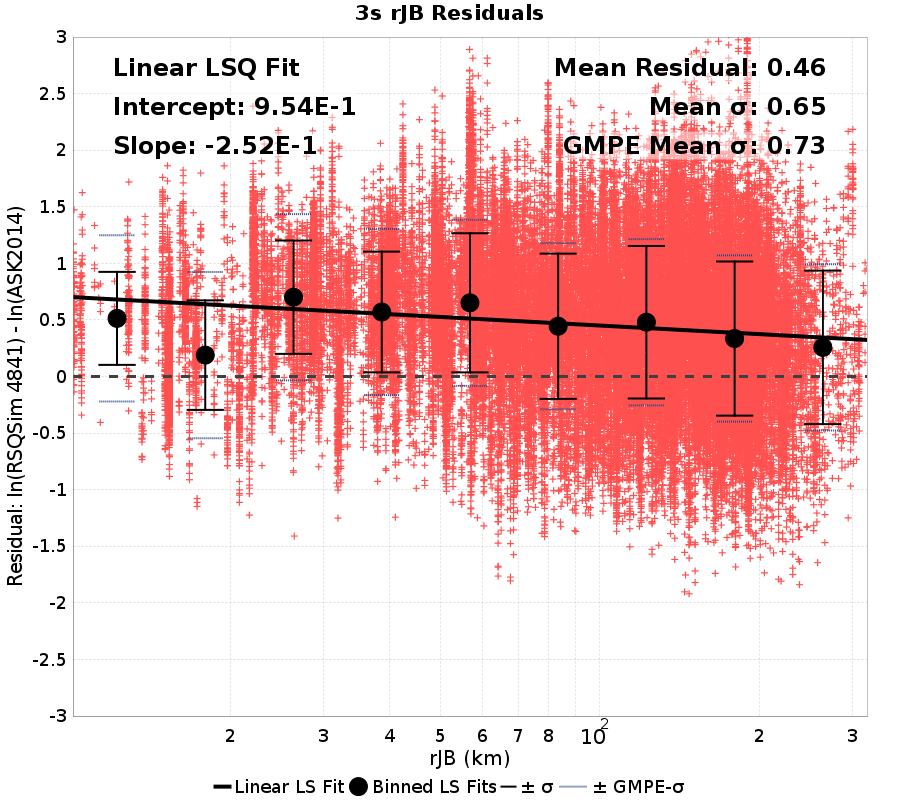 3s rJB Residuals
Linear LSQ Fit
Intercept: 9.54E-1
Slope: -2.52E-1
Mean Residual: 0.46
Mean σ: 0.65
GMPE Mean σ: 0.73
Residual: ln(RSQSim 4841) - ln(ASK2014)
3
2.5
2
1.5
1
0.5
0
-0.5
-1
-1.5
-2
-2.5
-3
2 3 4 5 6 7 8 10² 2 3
rJB (km)
Linear LS Fit Binned LS Fits ± σ ± GMPE-σ